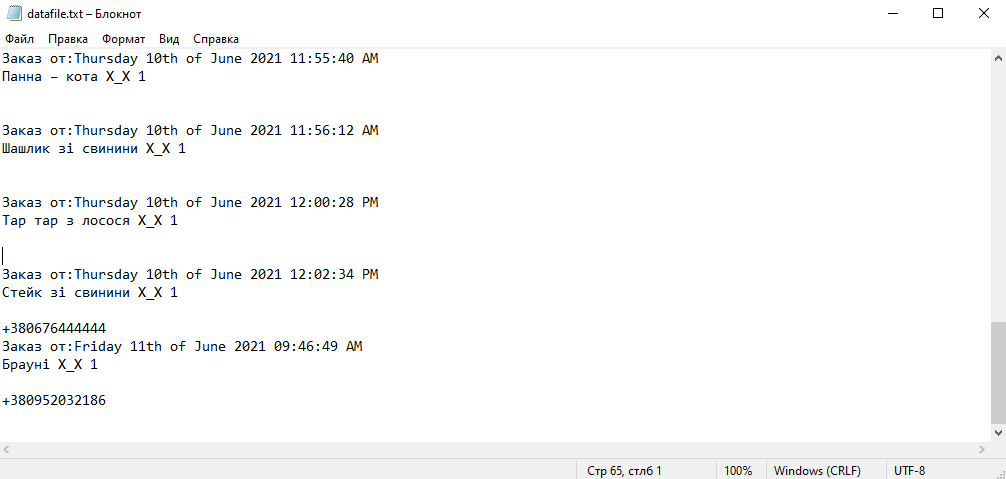 datafile.txt – Блокнот
Файл Правка Формат Вид Справка
Заказ от:Thursday 10th of June 2021 11:55:40 AM
Панна – кота X_X 1
Заказ от:Thursday 10th of June 2021 11:56:12 AM
Шашлик зі свинини X_X 1
Заказ от:Thursday 10th of June 2021 12:00:28 PM
Тар тар з лосося X_X 1
Заказ от:Thursday 10th of June 2021 12:02:34 PM
Стейк зі свинини X_X 1
+380676444444
Заказ от:Friday 11th of June 2021 09:46:49 AM
Брауні X_X 1
+380952032186
Стр 65, стлб 1 100% Windows (CRLF) UTF-8